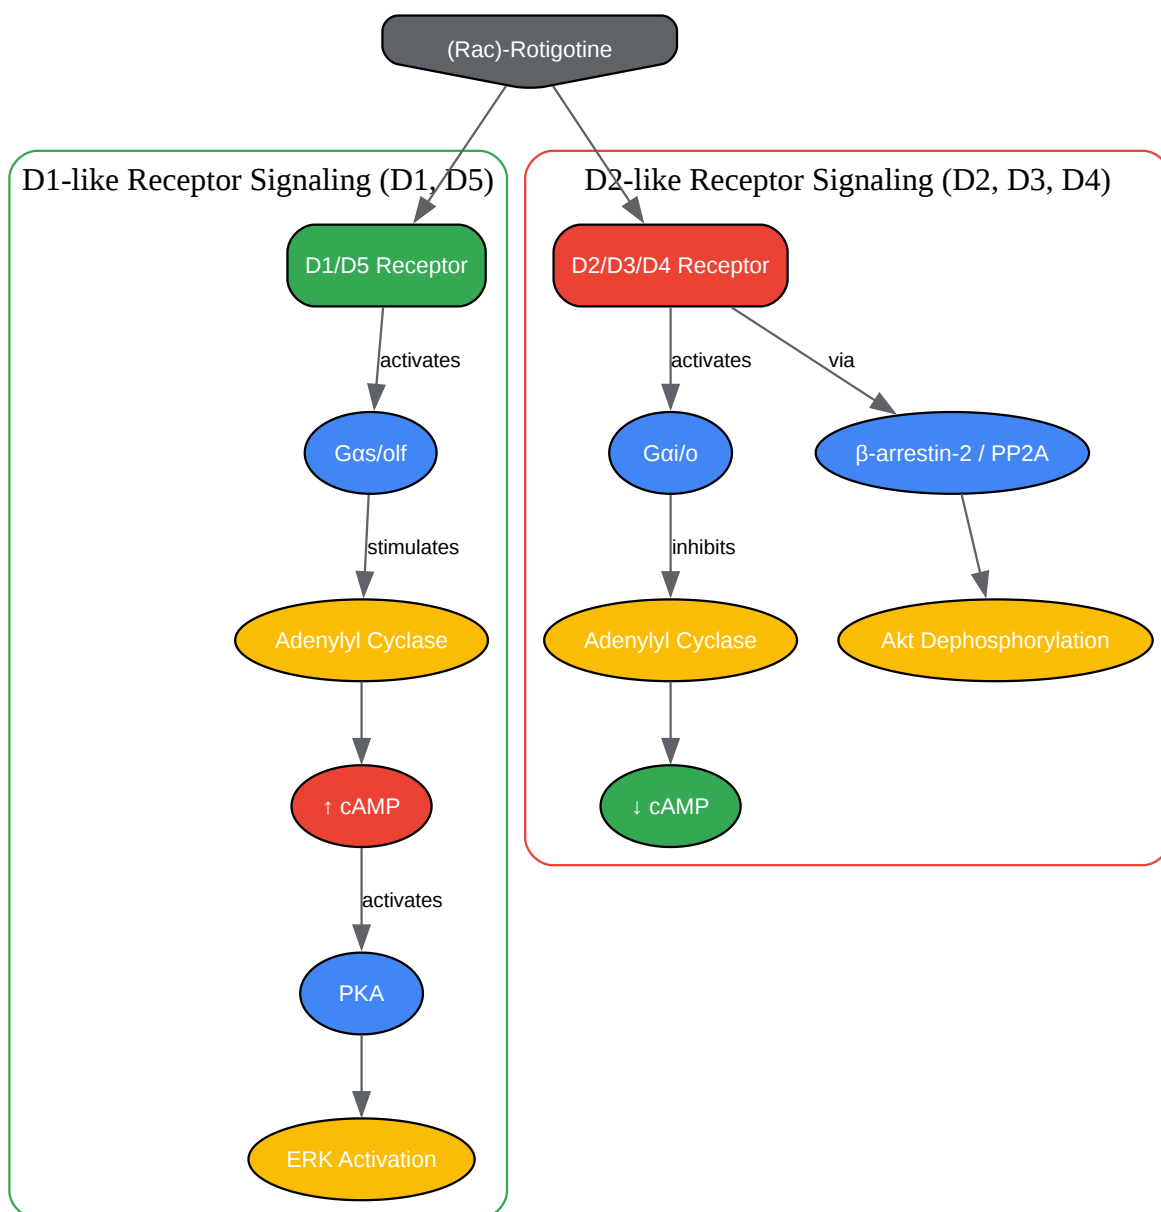 (Rac)-Rotigotine
D1-like Receptor Signaling (D1, D5)
D2-like Receptor Signaling (D2, D3, D4)
D1/D5 Receptor
D2/D3/D4 Receptor
activates
activates
via
Gαs/olf
Gαi/o
β-arrestin-2 / PP2A
stimulates
inhibits
Adenylyl Cyclase
Adenylyl Cyclase
Akt Dephosphorylation
↑ cAMP
↓ cAMP
activates
PKA
ERK Activation